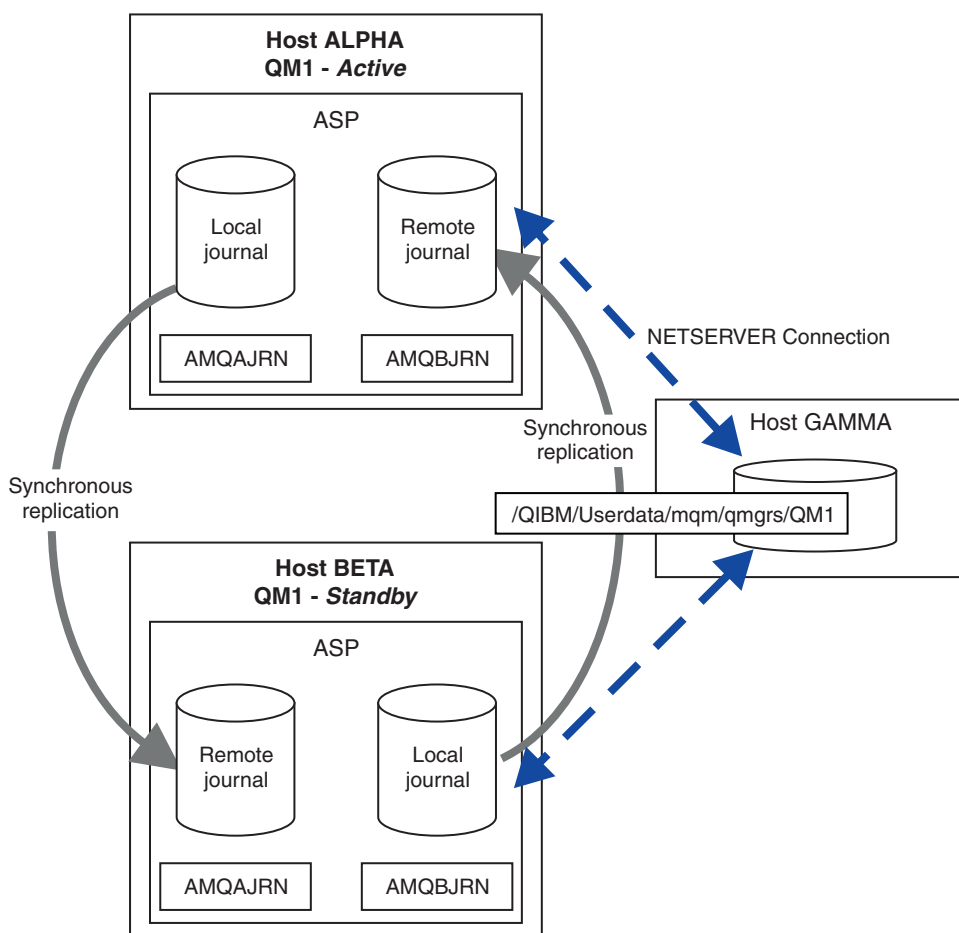 Host ALPHA
QM1 - Active
ASP
Local
journal
Remote
journal
AMQAJRN
AMQBJRN
NETSERVER Connection
Synchronous
replication
Host GAMMA
Synchronous
replication
/QIBM/Userdata/mqm/qmgrs/QM1
Host BETA
QM1 - Standby
ASP
Remote
journal
Local
journal
AMQAJRN
AMQBJRN